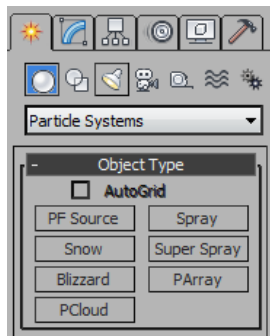 Particle Systems
- Object Type
AutoGrid
PF Source Spray
Snow Super Spray
Blizzard PArray
PCloud